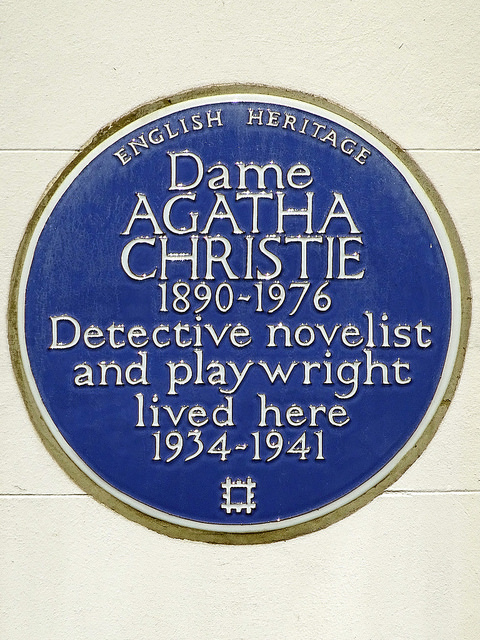 ENGLISH HERITAGE
Dame
AGATHA
CHRISTIE
1890-1976
Detective novelist
and playwright
lived here
1934-1941